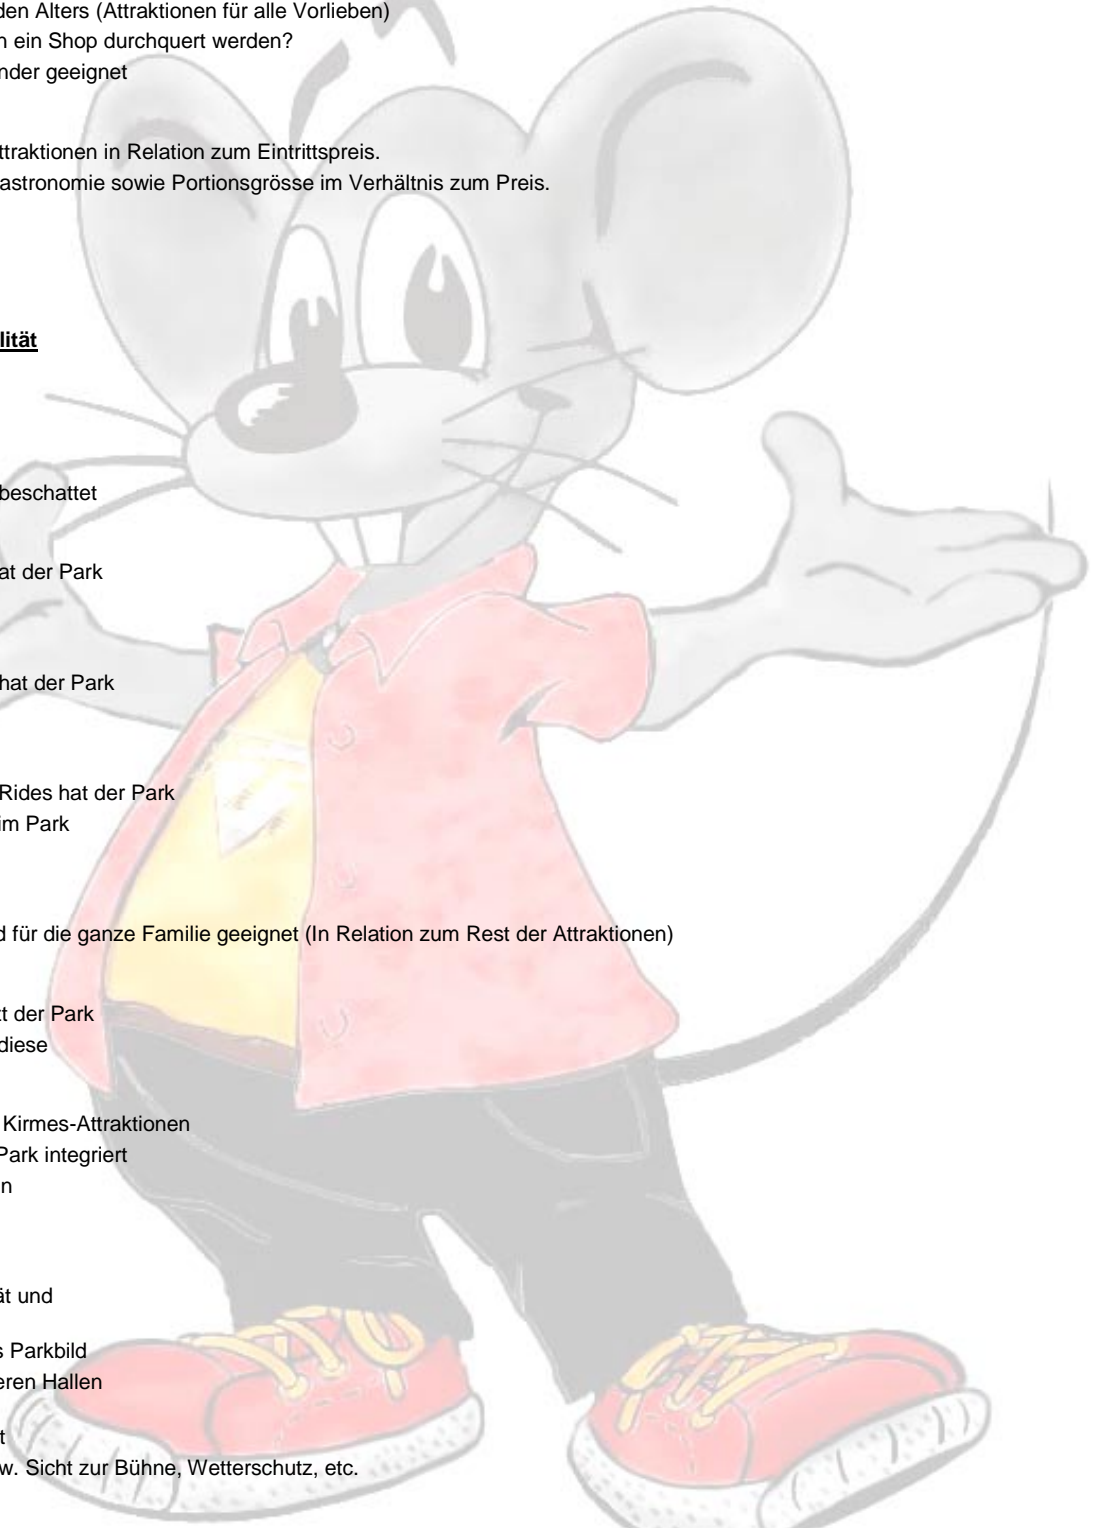 den Alters (Attraktionen für alle Vorlieben)
n ein Shop durchquert werden?
nder geeignet
ttraktionen in Relation zum Eintrittspreis.
astronomie sowie Portionsgrösse im Verhältnis zum Preis.
lität
beschattet
at der Park
hat der Park
Rides hat der Park
im Park
d für die ganze Familie geeignet (In Relation zum Rest der Attraktionen)
t der Park
diese
Kirmes-Attraktionen
Park integriert
n
ät und
s Parkbild
eren Hallen
t
w. Sicht zur Bühne, Wetterschutz, etc.